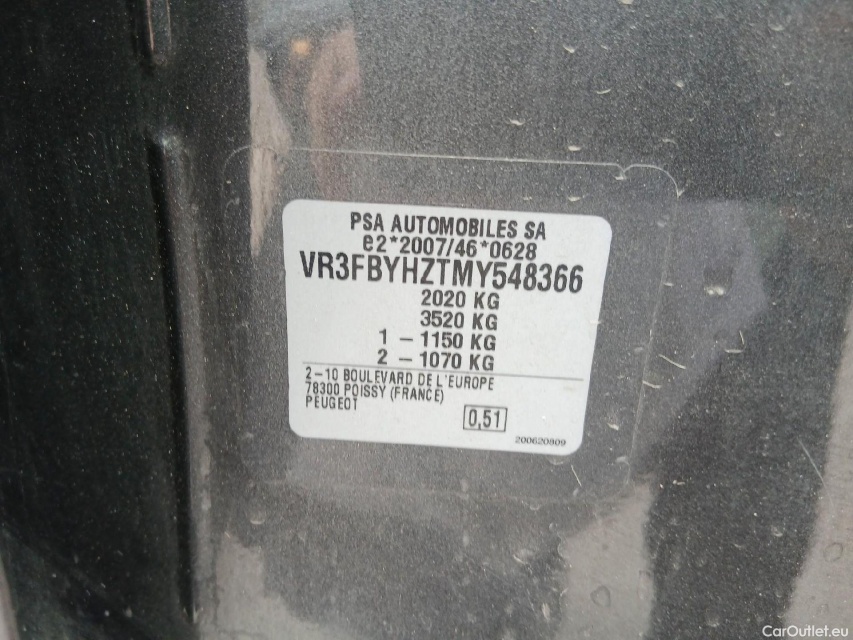 PSA AUTOMOBILES SA
e2*2007/46*0628
VR3FBYHZTMY548366
2020 KG
3520 KG
1 - 1150 KG
2 - 1070 KG
2-10 BOULEVARD DE L'EUROPE
78300 POISSY (FRANCE)
PEUGEOT
0,51
200620809
CarOutlet.eu